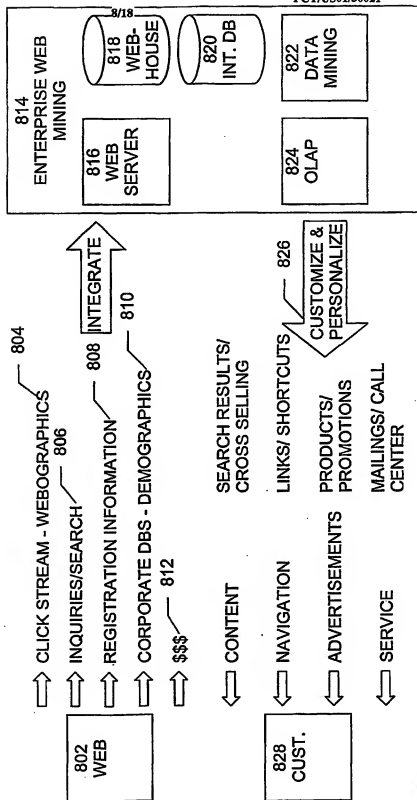 8/18
802
WEB
CLICK STREAM - WEBOGRAPHICS
804
INQUIRIES/SEARCH
806
REGISTRATION INFORMATION
808
CORPORATE DBS - DEMOGRAPHICS
810
$$$
812
INTEGRATE
814
ENTERPRISE WEB
MINING
816
WEB
SERVER
818
WEB-
HOUSE
820
INT. DB
822
DATA
MINING
824
OLAP
826
CUSTOMIZE &
PERSONALIZE
CONTENT
SEARCH RESULTS/
CROSS SELLING
NAVIGATION
LINKS/ SHORTCUTS
ADVERTISEMENTS
PRODUCTS/
PROMOTIONS
SERVICE
MAILINGS/ CALL
CENTER
828
CUST.